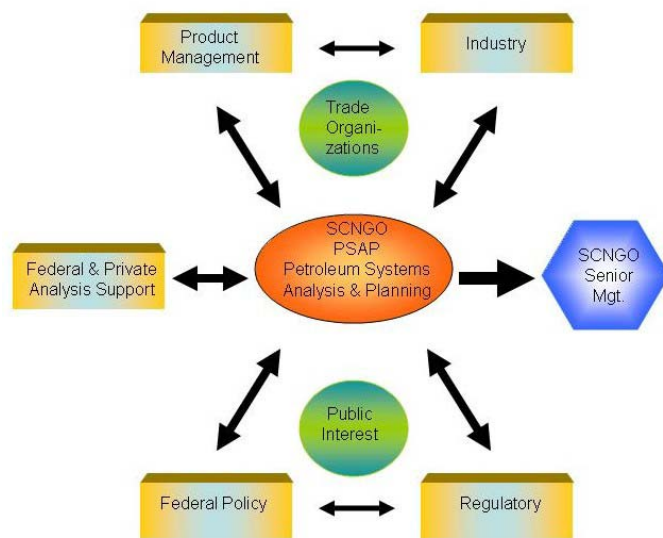 Product
Management
Industry
Trade
Organi-
zations
SCNGO
PSAP
Petroleum Systems
Analysis & Planning
Federal & Private
Analysis Support
SCNGO
Senior
Mgt.
Public
Interest
Federal Policy
Regulatory